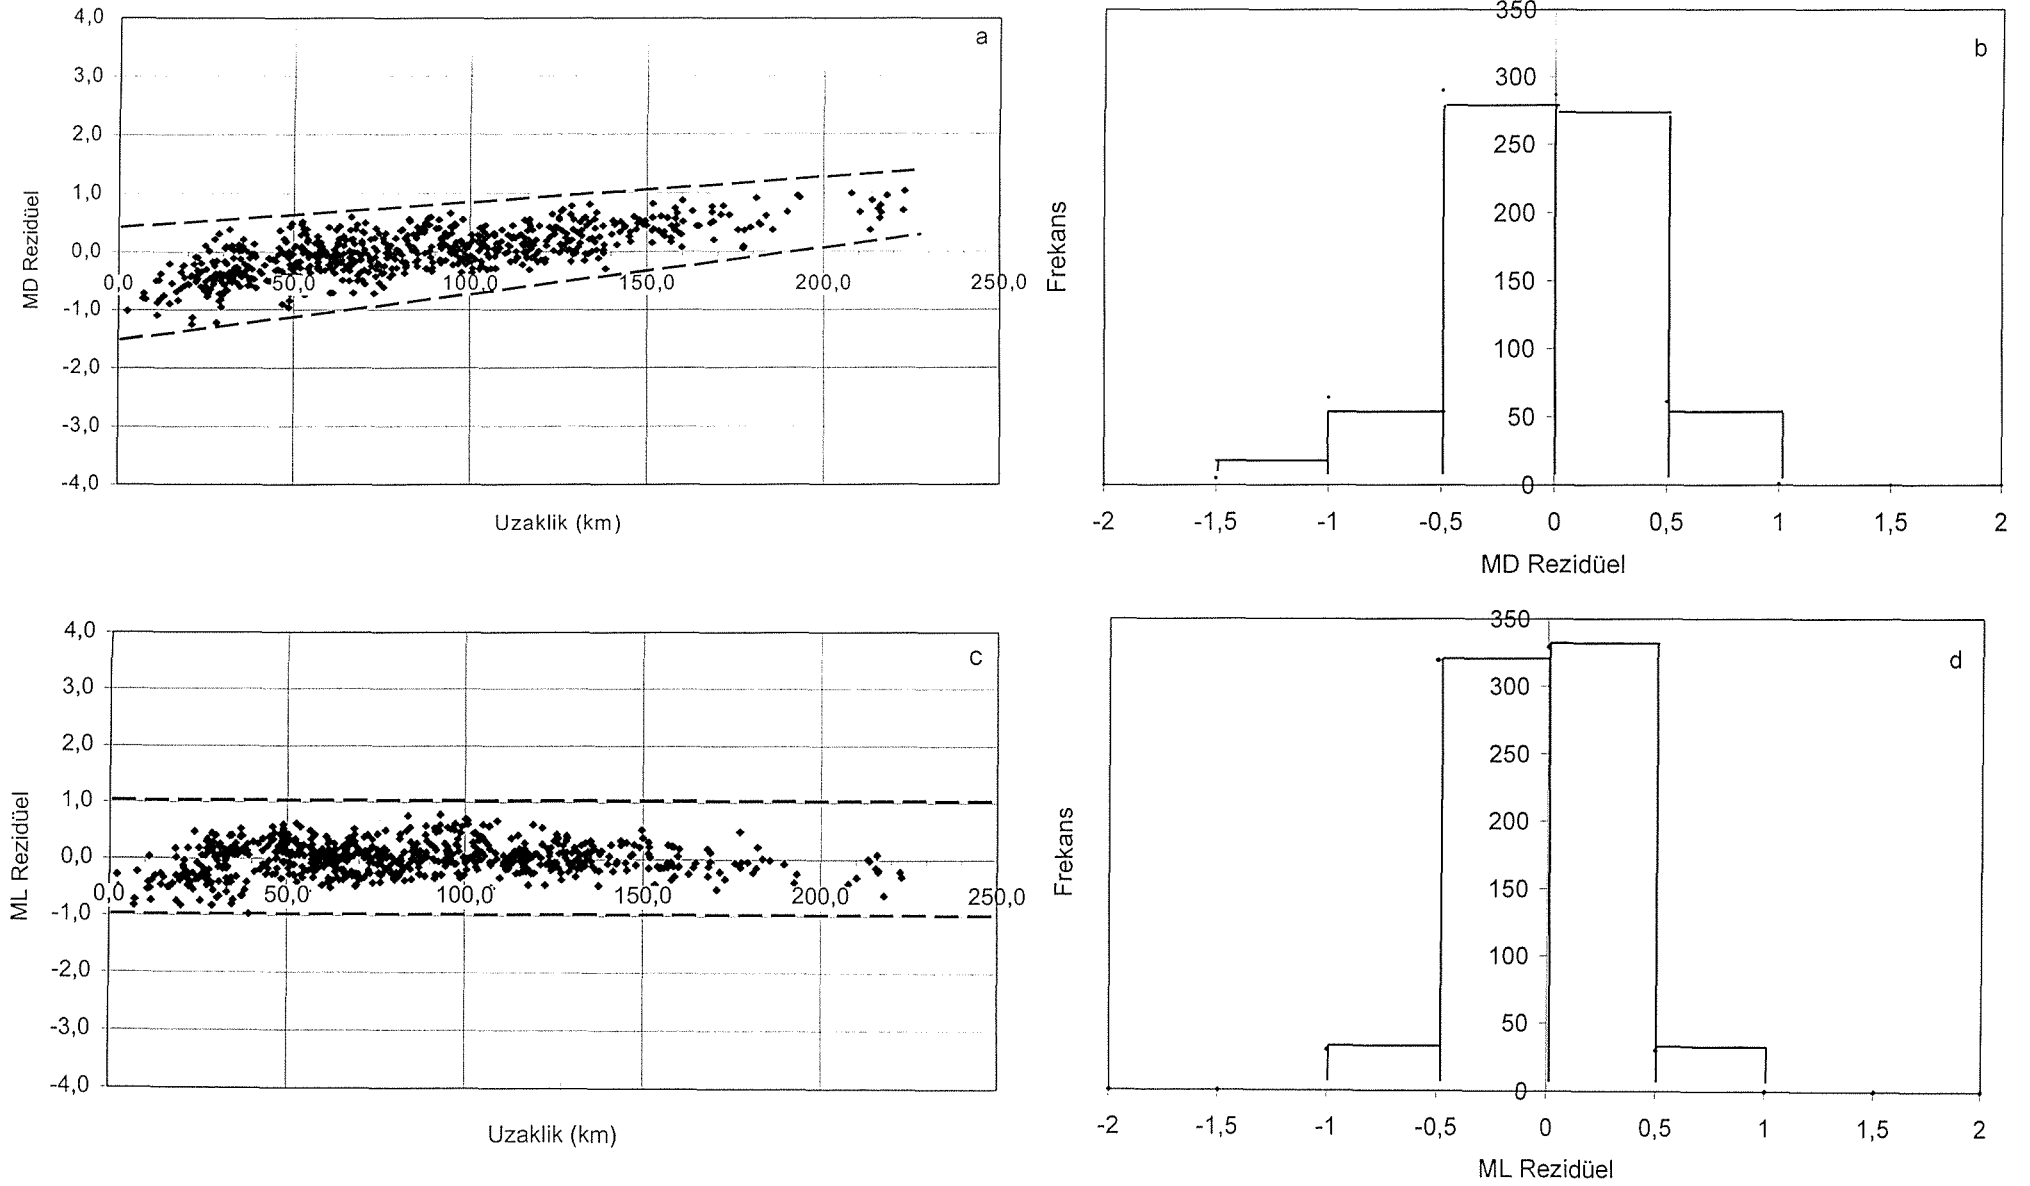 4,0
3,0
2,0
1,0
0,0
-1,0
-2,0
-3,0
-4,0
0,0 50,0 100,0 150,0 200,0 250,0
MD Rezidüel
Uzaklik (km)
a
350
300
250
200
150
100
50
0
-2 -1,5 -1 -0,5 0 0,5 1 1,5 2
Frekans
MD Rezidüel
b
4,0
3,0
2,0
1,0
0,0
-1,0
-2,0
-3,0
-4,0
0,0 50,0 100,0 150,0 200,0 250,0
ML Rezidüel
Uzaklik (km)
c
350
300
250
200
150
100
50
0
-2 -1,5 -1 -0,5 0 0,5 1 1,5 2
Frekans
ML Rezidüel
d